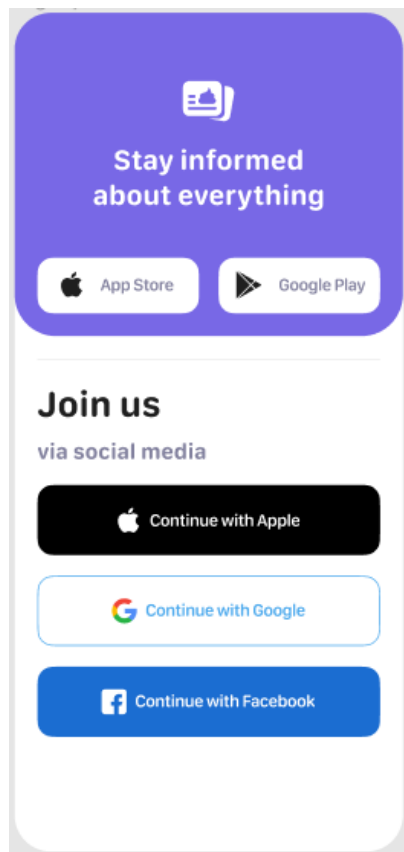 Stay informed
about everything
App Store
Google Play
Join us
via social media
Continue with Apple
Continue with Google
Continue with Facebook